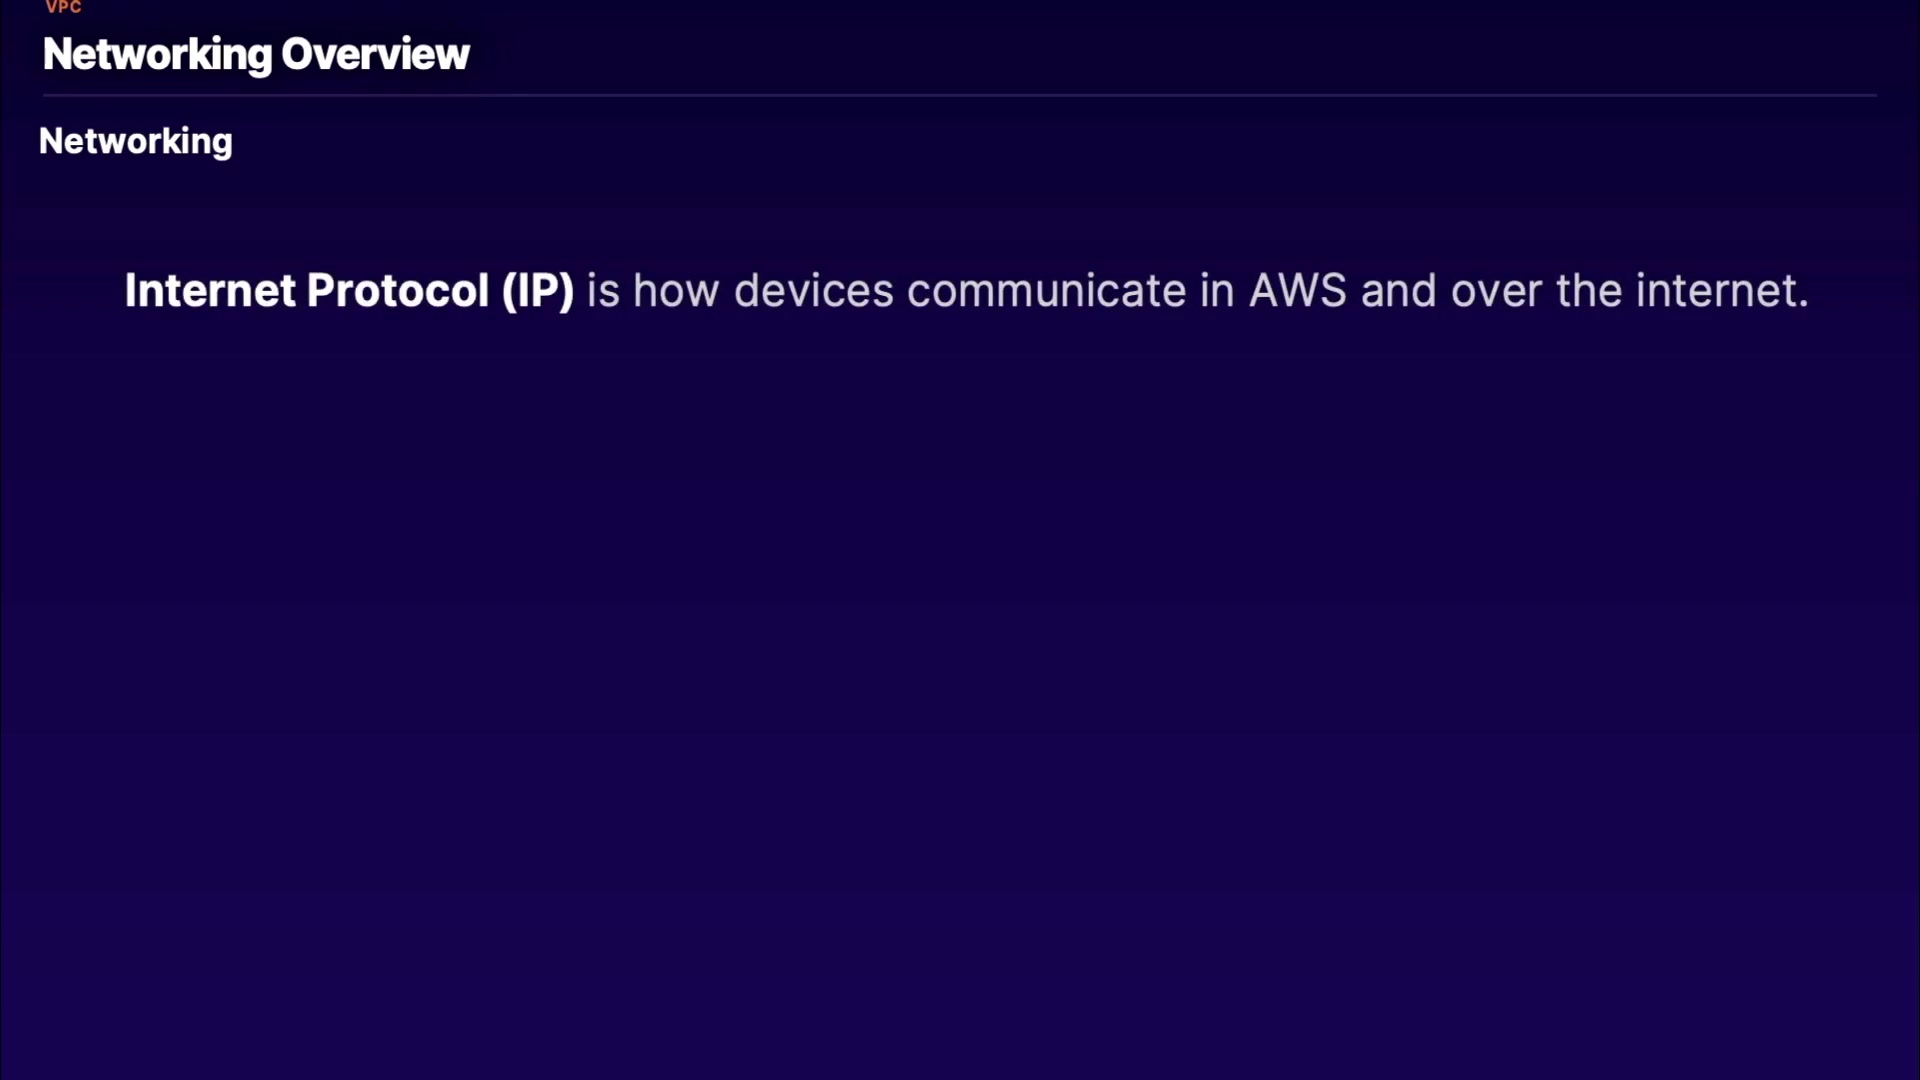 VPC
Networking Overview
Networking
Internet Protocol (IP) is how devices communicate in AWS and over the internet.